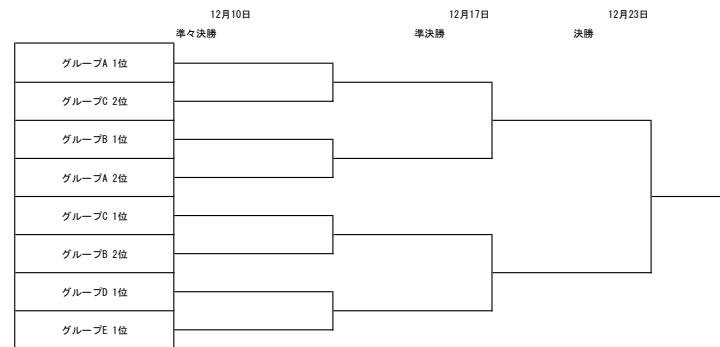 12月10日 12月17日 12月23日
準々決勝 準決勝 決勝
グループA 1位
グループC 2位
グループB 1位
グループA 2位
グループC 1位
グループB 2位
グループD 1位
グループE 1位